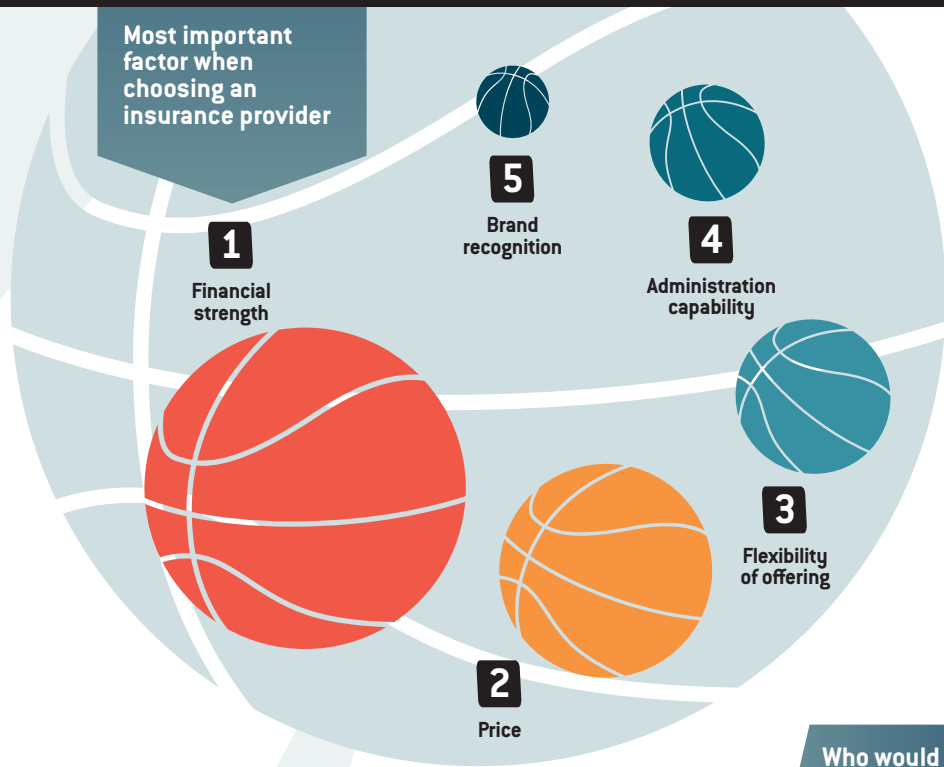 Most important
factor when
choosing an
insurance provider
1
Financial
strength
2
Price
3
Flexibility
of offering
4
Administration
capability
5
Brand
recognition
Who would